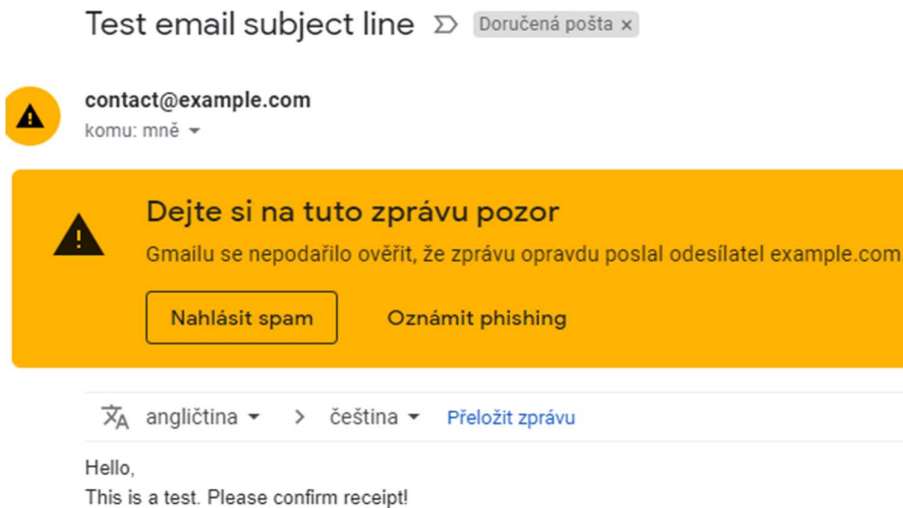 Test email subject line Doručená pošta x
contact@example.com
komu: mně
Dejte si na tuto zprávu pozor
Gmailu se nepodařilo ověřit, že zprávu opravdu poslal odesílatel example.com
Nahlásit spam Oznámit phishing
angličtina > čeština Přeložit zprávu
Hello,
This is a test. Please confirm receipt!